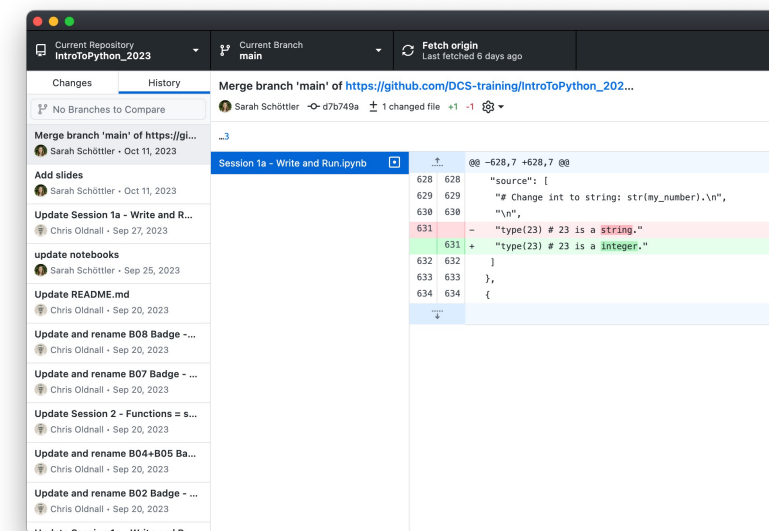 Current Repository
IntroToPython_2023
Current Branch
main
Fetch origin
Last fetched 6 days ago
Changes
History
No Branches to Compare
Merge branch 'main' of https://gi...
Sarah Schöttler • Oct 11, 2023
Add slides
Sarah Schöttler • Oct 11, 2023
Update Session 1a - Write and R...
Chris Oldnall • Sep 27, 2023
update notebooks
Sarah Schöttler • Sep 25, 2023
Update README.md
Chris Oldnall • Sep 20, 2023
Update and rename B08 Badge -...
Chris Oldnall • Sep 20, 2023
Update and rename B07 Badge - ...
Chris Oldnall • Sep 20, 2023
Update Session 2 - Functions = s...
Chris Oldnall • Sep 20, 2023
Update and rename B04+B05 Ba...
Chris Oldnall • Sep 20, 2023
Update and rename B02 Badge - ...
Chris Oldnall • Sep 20, 2023
Merge branch 'main' of https://github.com/DCS-training/IntroToPython_202...
Sarah Schöttler d7b749a 1 changed file +1 -1
…3
Session 1a - Write and Run.ipynb
@@ -628,7 +628,7 @@
628 628 "source": [
629 629 "# Change int to string: str(my_number).\n",
630 630 "\n",
631 - "type(23) # 23 is a string."
631 + "type(23) # 23 is a integer."
632 632 ]
633 633 },
634 634 {